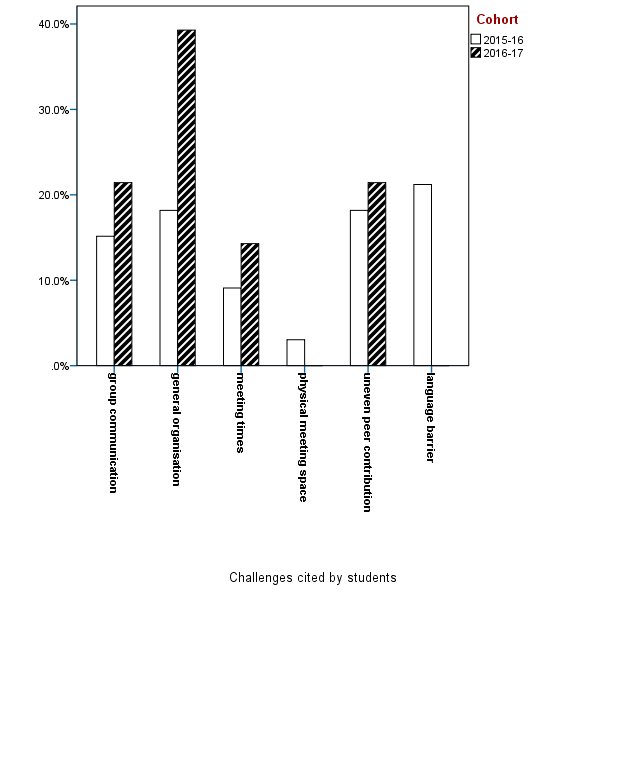 40.0%
30.0%
20.0%
10.0%
.0%
Cohort
2015-16
2016-17
group communication
general organisation
meeting times
physical meeting space
uneven peer contribution
language barrier
Challenges cited by students